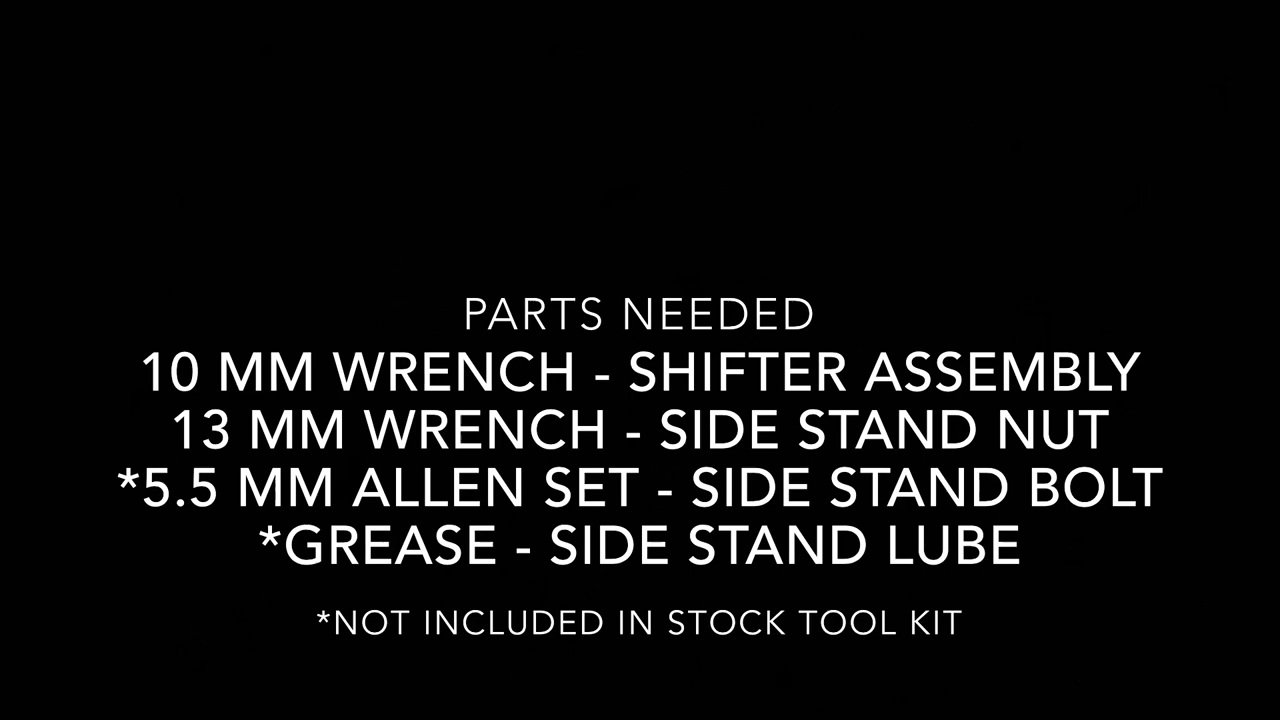 PARTS NEEDED
10 MM WRENCH - SHIFTER ASSEMBLY
13 MM WRENCH - SIDE STAND NUT
*5.5 MM ALLEN SET - SIDE STAND BOLT
*GREASE - SIDE STAND LUBE
*NOT INCLUDED IN STOCK TOOL KIT